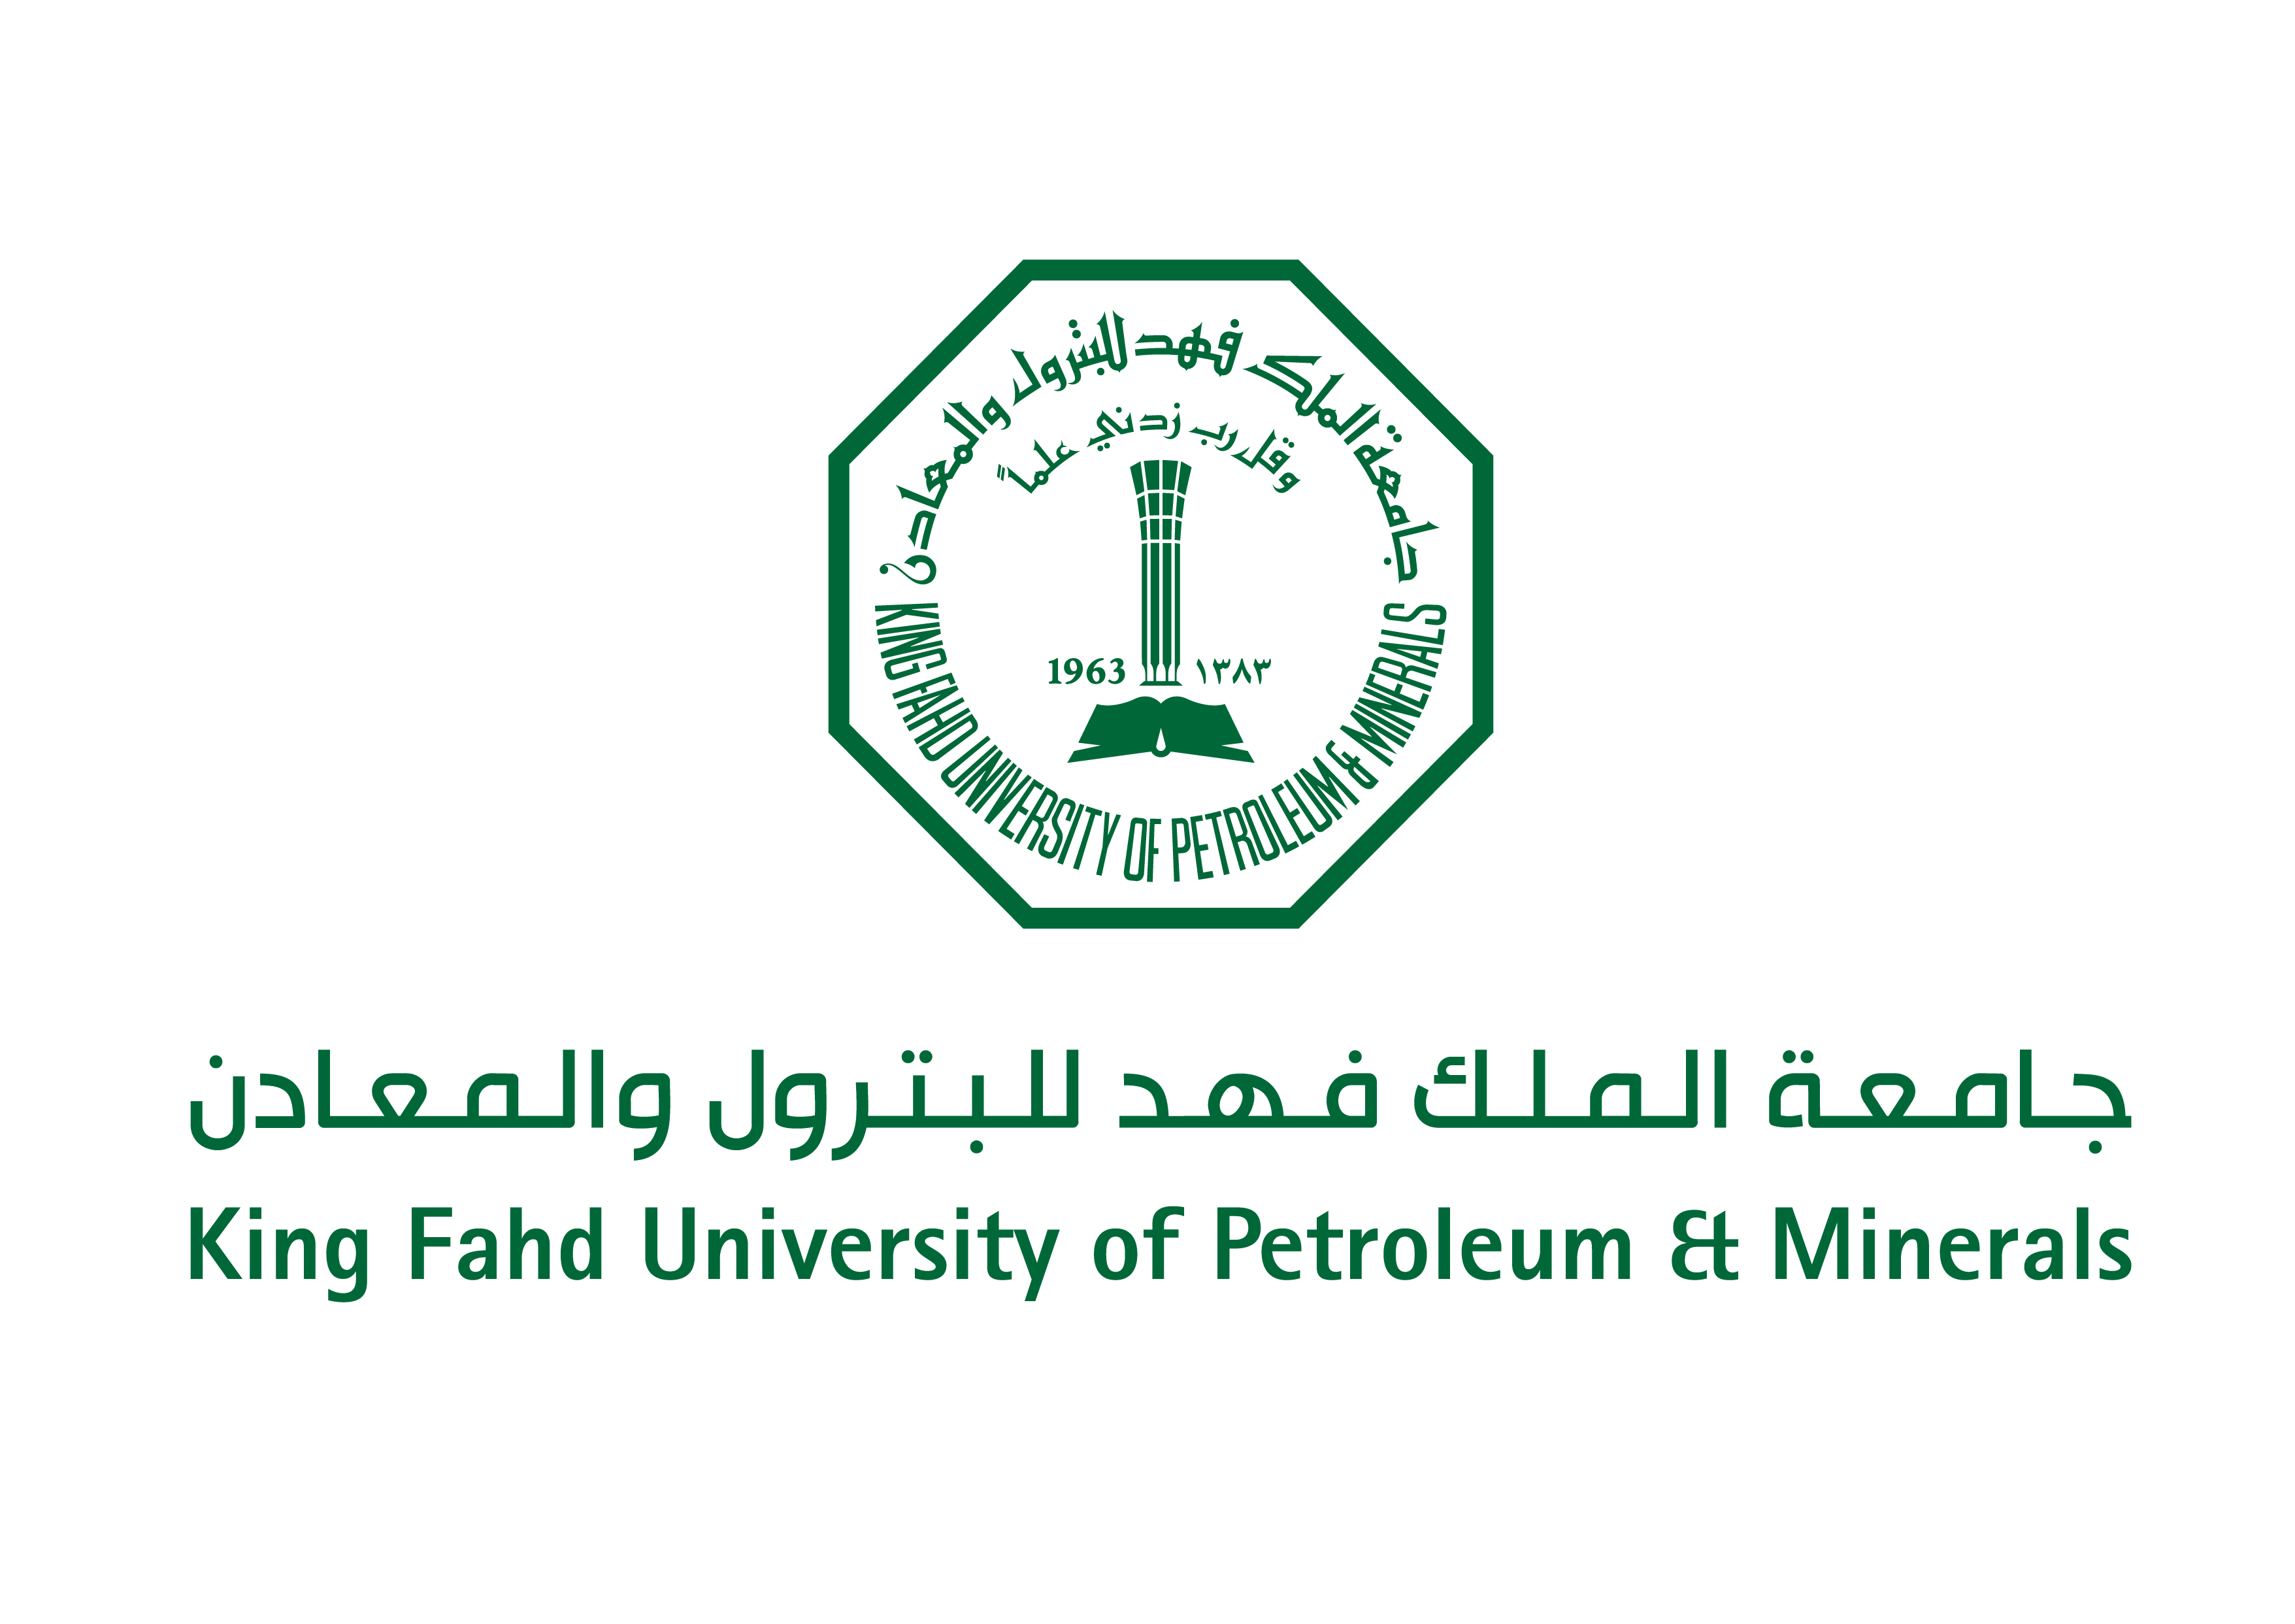 جامعة الملك فهد للبترول والمعادن
وقل رب زدني علما
1963 ١٣٨٣
KING FAHD UNIVERSITY OF PETROLEUM & MINERALS
جامعة الملك فهد للبترول والمعادن
King Fahd University of Petroleum & Minerals